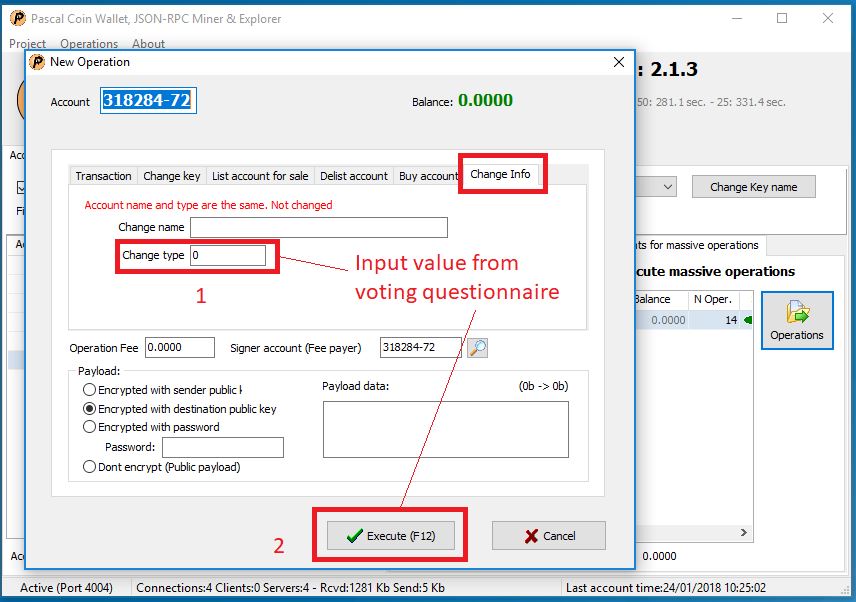 Pascal Coin Wallet, JSON-RPC Miner & Explorer
Project Operations About
New Operation
: 2.1.3
Account 318284-72 Balance: 0.0000
50: 281.1 sec. - 25: 331.4 sec.
Transaction Change key List account for sale Delist account Buy account Change Info
Change Key name
Account name and type are the same. Not changed
Change name
Change type 0
1
Input value from
voting questionnaire
for massive operations
massive operations
Balance N Oper.
0.0000 14
Operations
Operation Fee 0.0000 Signer account (Fee payer) 318284-72
Payload:
Encrypted with sender public
Payload data: (0b -> 0b)
Encrypted with destination public key
Encrypted with password
Password:
Dont encrypt (Public payload)
2
Execute (F12) Cancel
0.0000
Active (Port 4004) Connections:4 Clients:0 Servers:4 - Rcvd:1281 Kb Send:5 Kb Last account time:24/01/2018 10:25:02